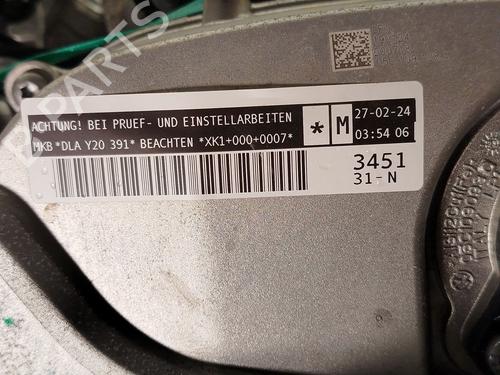 ACHTUNG! BEI PRUEF- UND EINSTELLARBEITEN
MKB *DLA Y20 391* BEACHTEN *XK1+000+0007*
* M
27-02-24
03:54 06
3451
31-N
PARTS